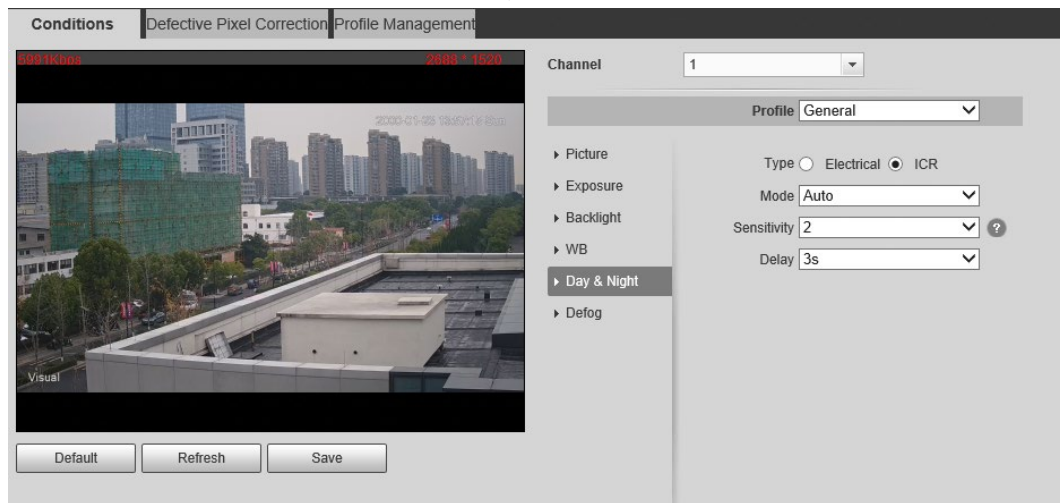 Conditions
Defective Pixel Correction
Profile Management
6991Kbps
2688 * 1520
Visual
Channel
1
Profile
General
Picture
Exposure
Backlight
WB
Day & Night
Defog
Type
Electrical
ICR
Mode
Auto
Sensitivity
2
?
Delay
3s
Default
Refresh
Save